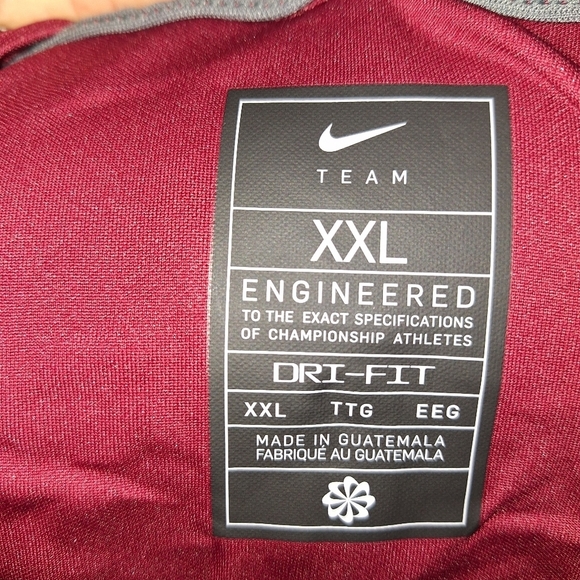 TEAM
XXL
ENGINEERED
TO THE EXACT SPECIFICATIONS
OF CHAMPIONSHIP ATHLETES
DRI-FIT
XXL TTG EEG
MADE IN GUATEMALA
FABRIQUÉ AU GUATEMALA